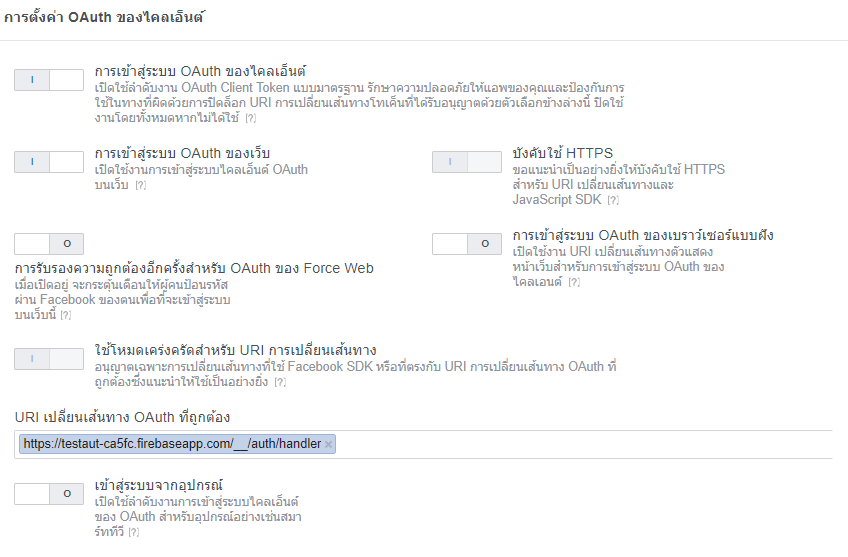 การตั้งค่า OAuth ของไคลเอ็นต์
I
การเข้าสู่ระบบ OAuth ของไคลเอ็นต์
เปิดใช้ลำดับงาน OAuth Client Token แบบมาตรฐาน รักษาความปลอดภัยให้แอพของคุณและป้องกันการ
ใช้ในทางที่ผิดด้วยการปิดล็อก URI การเปลี่ยนเส้นทางโทเค็นที่ได้รับอนุญาตด้วยตัวเลือกข้างล่างนี้ ปิดใช้
งานโดยทั้งหมดหากไม่ได้ใช้ [?]
I
การเข้าสู่ระบบ OAuth ของเว็บ
เปิดใช้งานการเข้าสู่ระบบไคลเอ็นต์ OAuth
บนเว็บ [?]
I
บังคับใช้ HTTPS
ขอแนะนำเป็นอย่างยิ่งให้บังคับใช้ HTTPS
สำหรับ URI เปลี่ยนเส้นทางและ
JavaScript SDK [?]
O
การรับรองความถูกต้องอีกครั้งสำหรับ OAuth ของ Force Web
เมื่อเปิดอยู่ จะกระตุ้นเตือนให้ผู้คนป้อนรหัส
ผ่าน Facebook ของตนเพื่อที่จะเข้าสู่ระบบ
บนเว็บนี้ [?]
O
การเข้าสู่ระบบ OAuth ของเบราว์เซอร์แบบฝัง
เปิดใช้งาน URI เปลี่ยนเส้นทางตัวแสดง
หน้าเว็บสำหรับการเข้าสู่ระบบ OAuth ของ
ไคลเอนต์ [?]
I
ใช้โหมดเคร่งครัดสำหรับ URI การเปลี่ยนเส้นทาง
อนุญาตเฉพาะการเปลี่ยนเส้นทางที่ใช้ Facebook SDK หรือที่ตรงกับ URI การเปลี่ยนเส้นทาง OAuth ที่
ถูกต้องซึ่งแนะนำให้ใช้เป็นอย่างยิ่ง [?]
URI เปลี่ยนเส้นทาง OAuth ที่ถูกต้อง
https://testaut-ca5fc.firebaseapp.com/__/auth/handler ×
O
เข้าสู่ระบบจากอุปกรณ์
เปิดใช้ลำดับงานการเข้าสู่ระบบไคลเอ็นต์
ของ OAuth สำหรับอุปกรณ์อย่างเช่นสมา
ร์ททีวี [?]